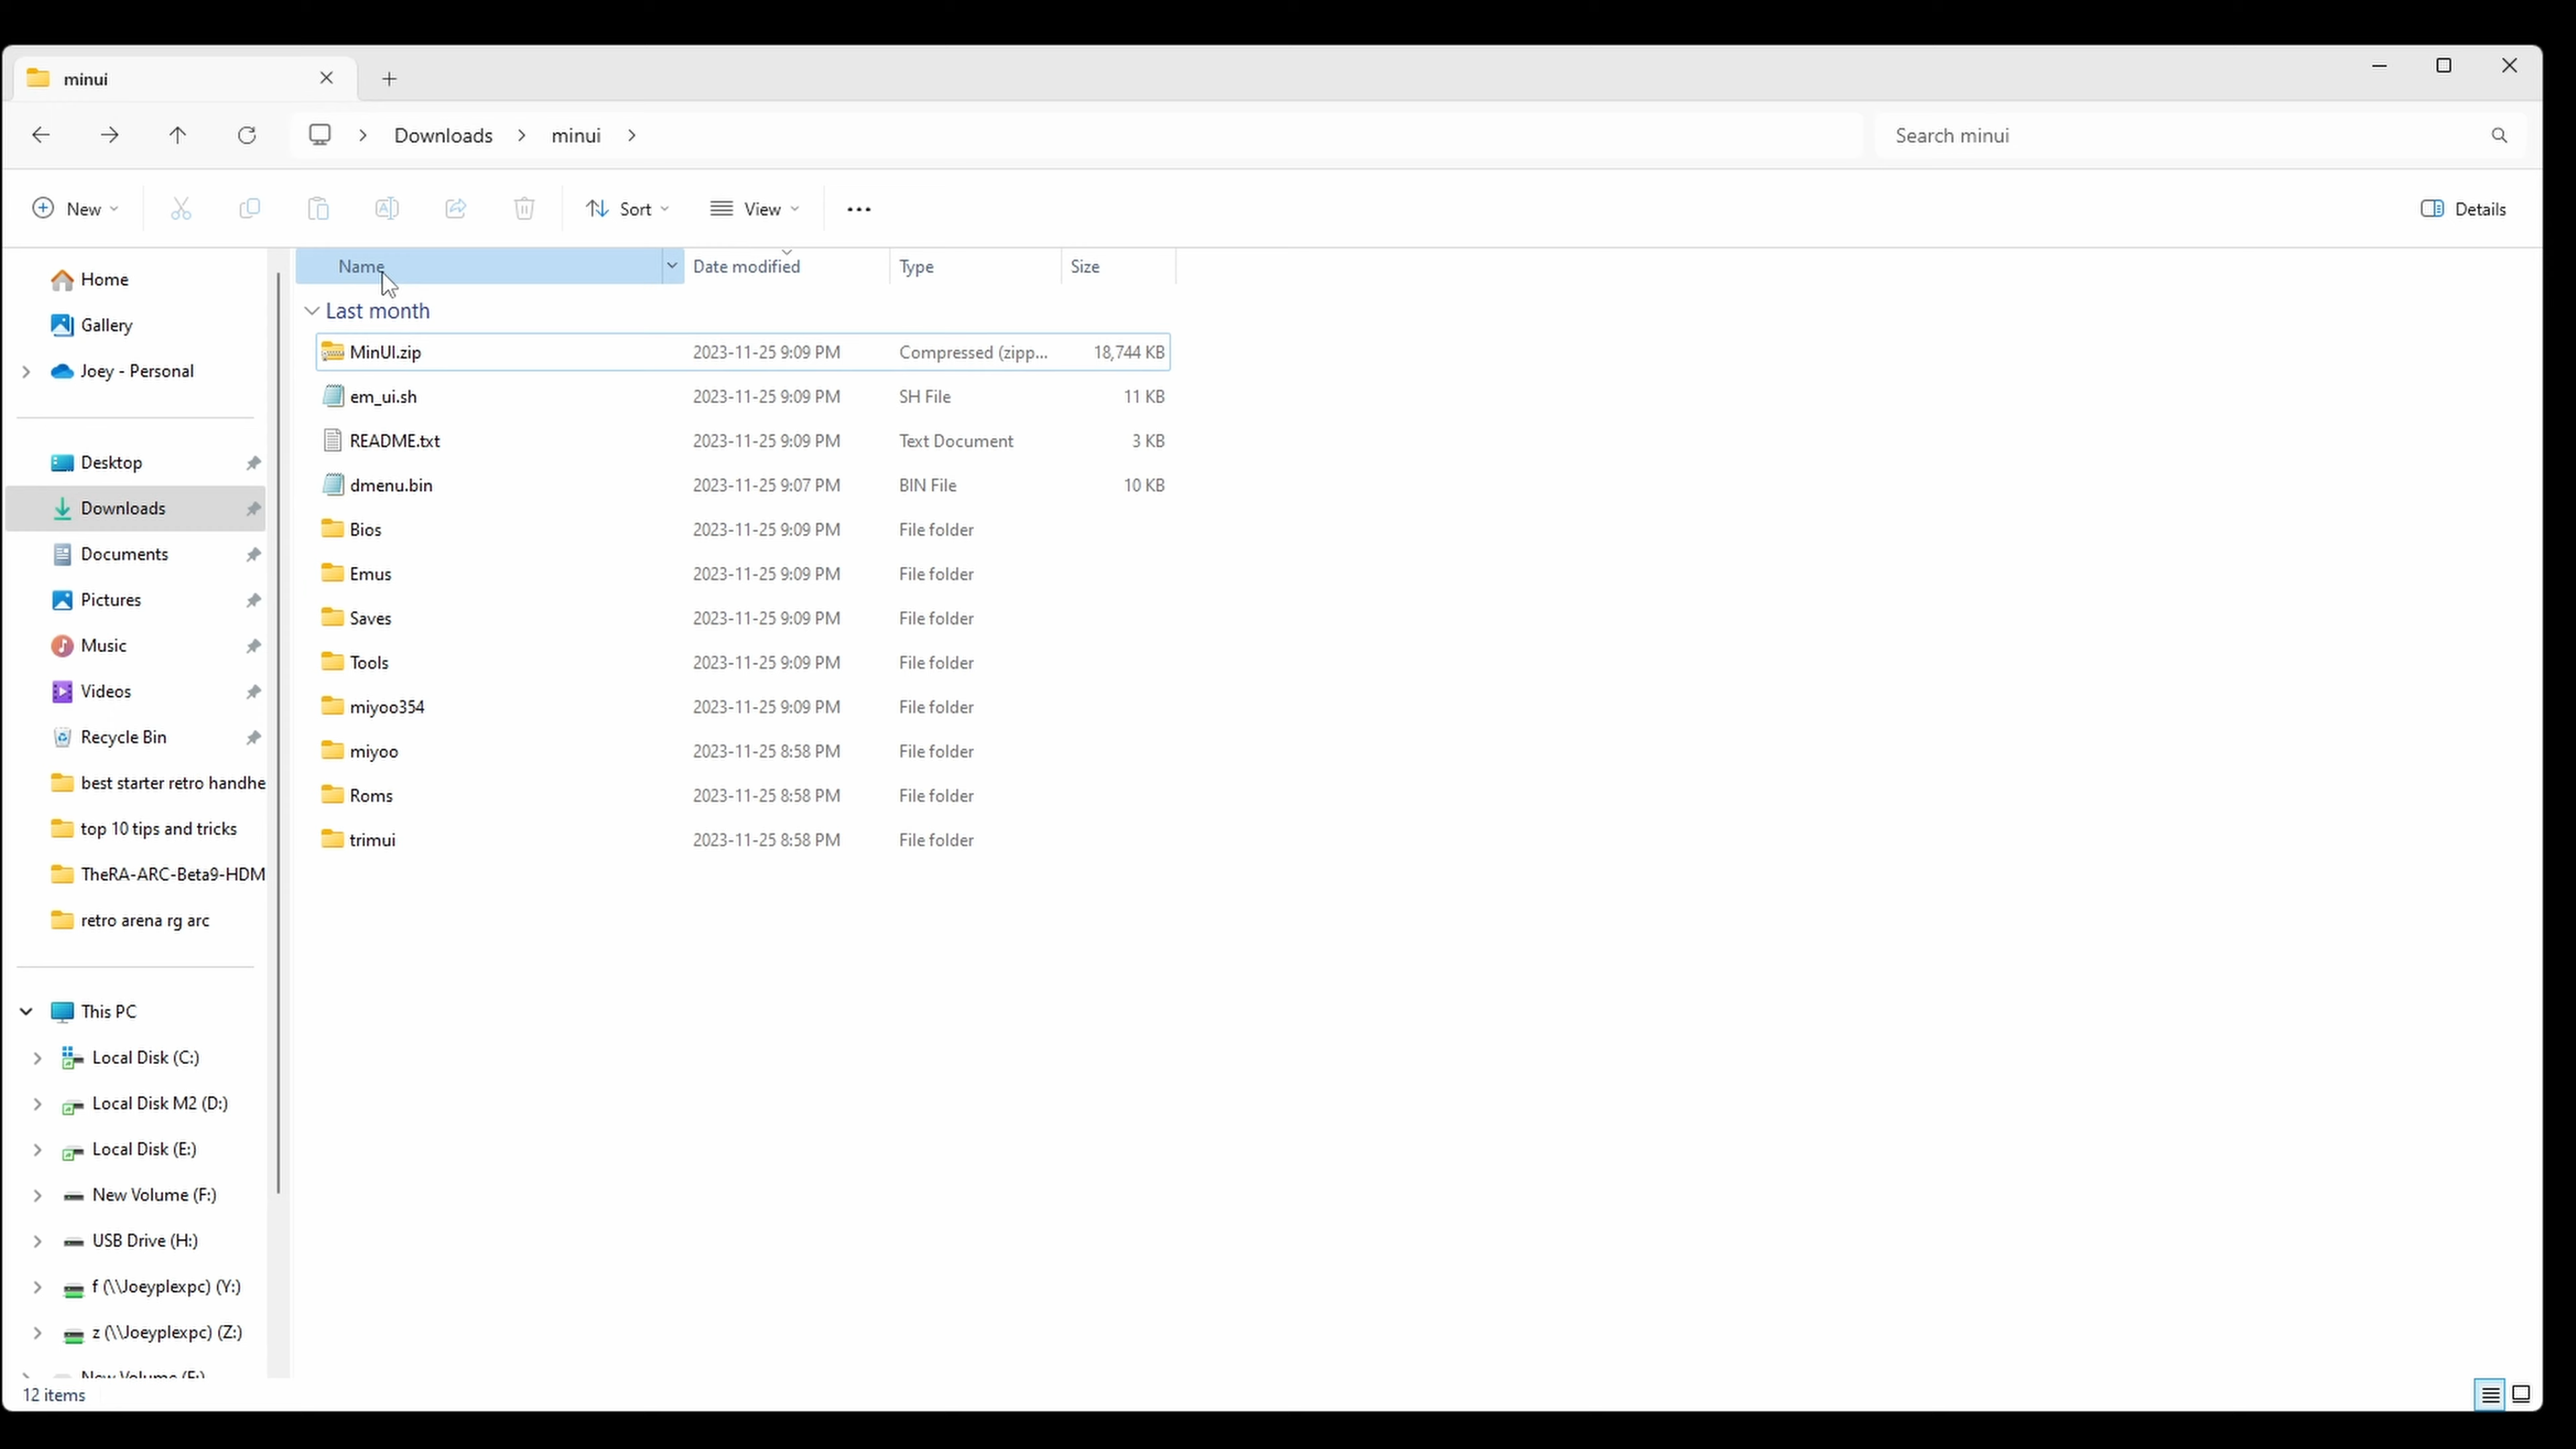 minui
Downloads minui
Search minui
New
Sort
View
Details
Name Date modified Type Size
Home
Gallery
Joey - Personal
Desktop
Downloads
Documents
Pictures
Music
Videos
Recycle Bin
best starter retro handhe
top 10 tips and tricks
TheRA-ARC-Beta9-HDM
retro arena rg arc
This PC
Local Disk (C:)
Local Disk M2 (D:)
Local Disk (E:)
New Volume (F:)
USB Drive (H:)
f (\\Joeyplexpc) (Y:)
z (\\Joeyplexpc) (Z:)
Last month
MinUI.zip 2023-11-25 9:09 PM Compressed (zipp... 18,744 KB
em_ui.sh 2023-11-25 9:09 PM SH File 11 KB
README.txt 2023-11-25 9:09 PM Text Document 3 KB
dmenu.bin 2023-11-25 9:07 PM BIN File 10 KB
Bios 2023-11-25 9:09 PM File folder
Emus 2023-11-25 9:09 PM File folder
Saves 2023-11-25 9:09 PM File folder
Tools 2023-11-25 9:09 PM File folder
miyoo354 2023-11-25 9:09 PM File folder
miyoo 2023-11-25 8:58 PM File folder
Roms 2023-11-25 8:58 PM File folder
trimui 2023-11-25 8:58 PM File folder
12 items